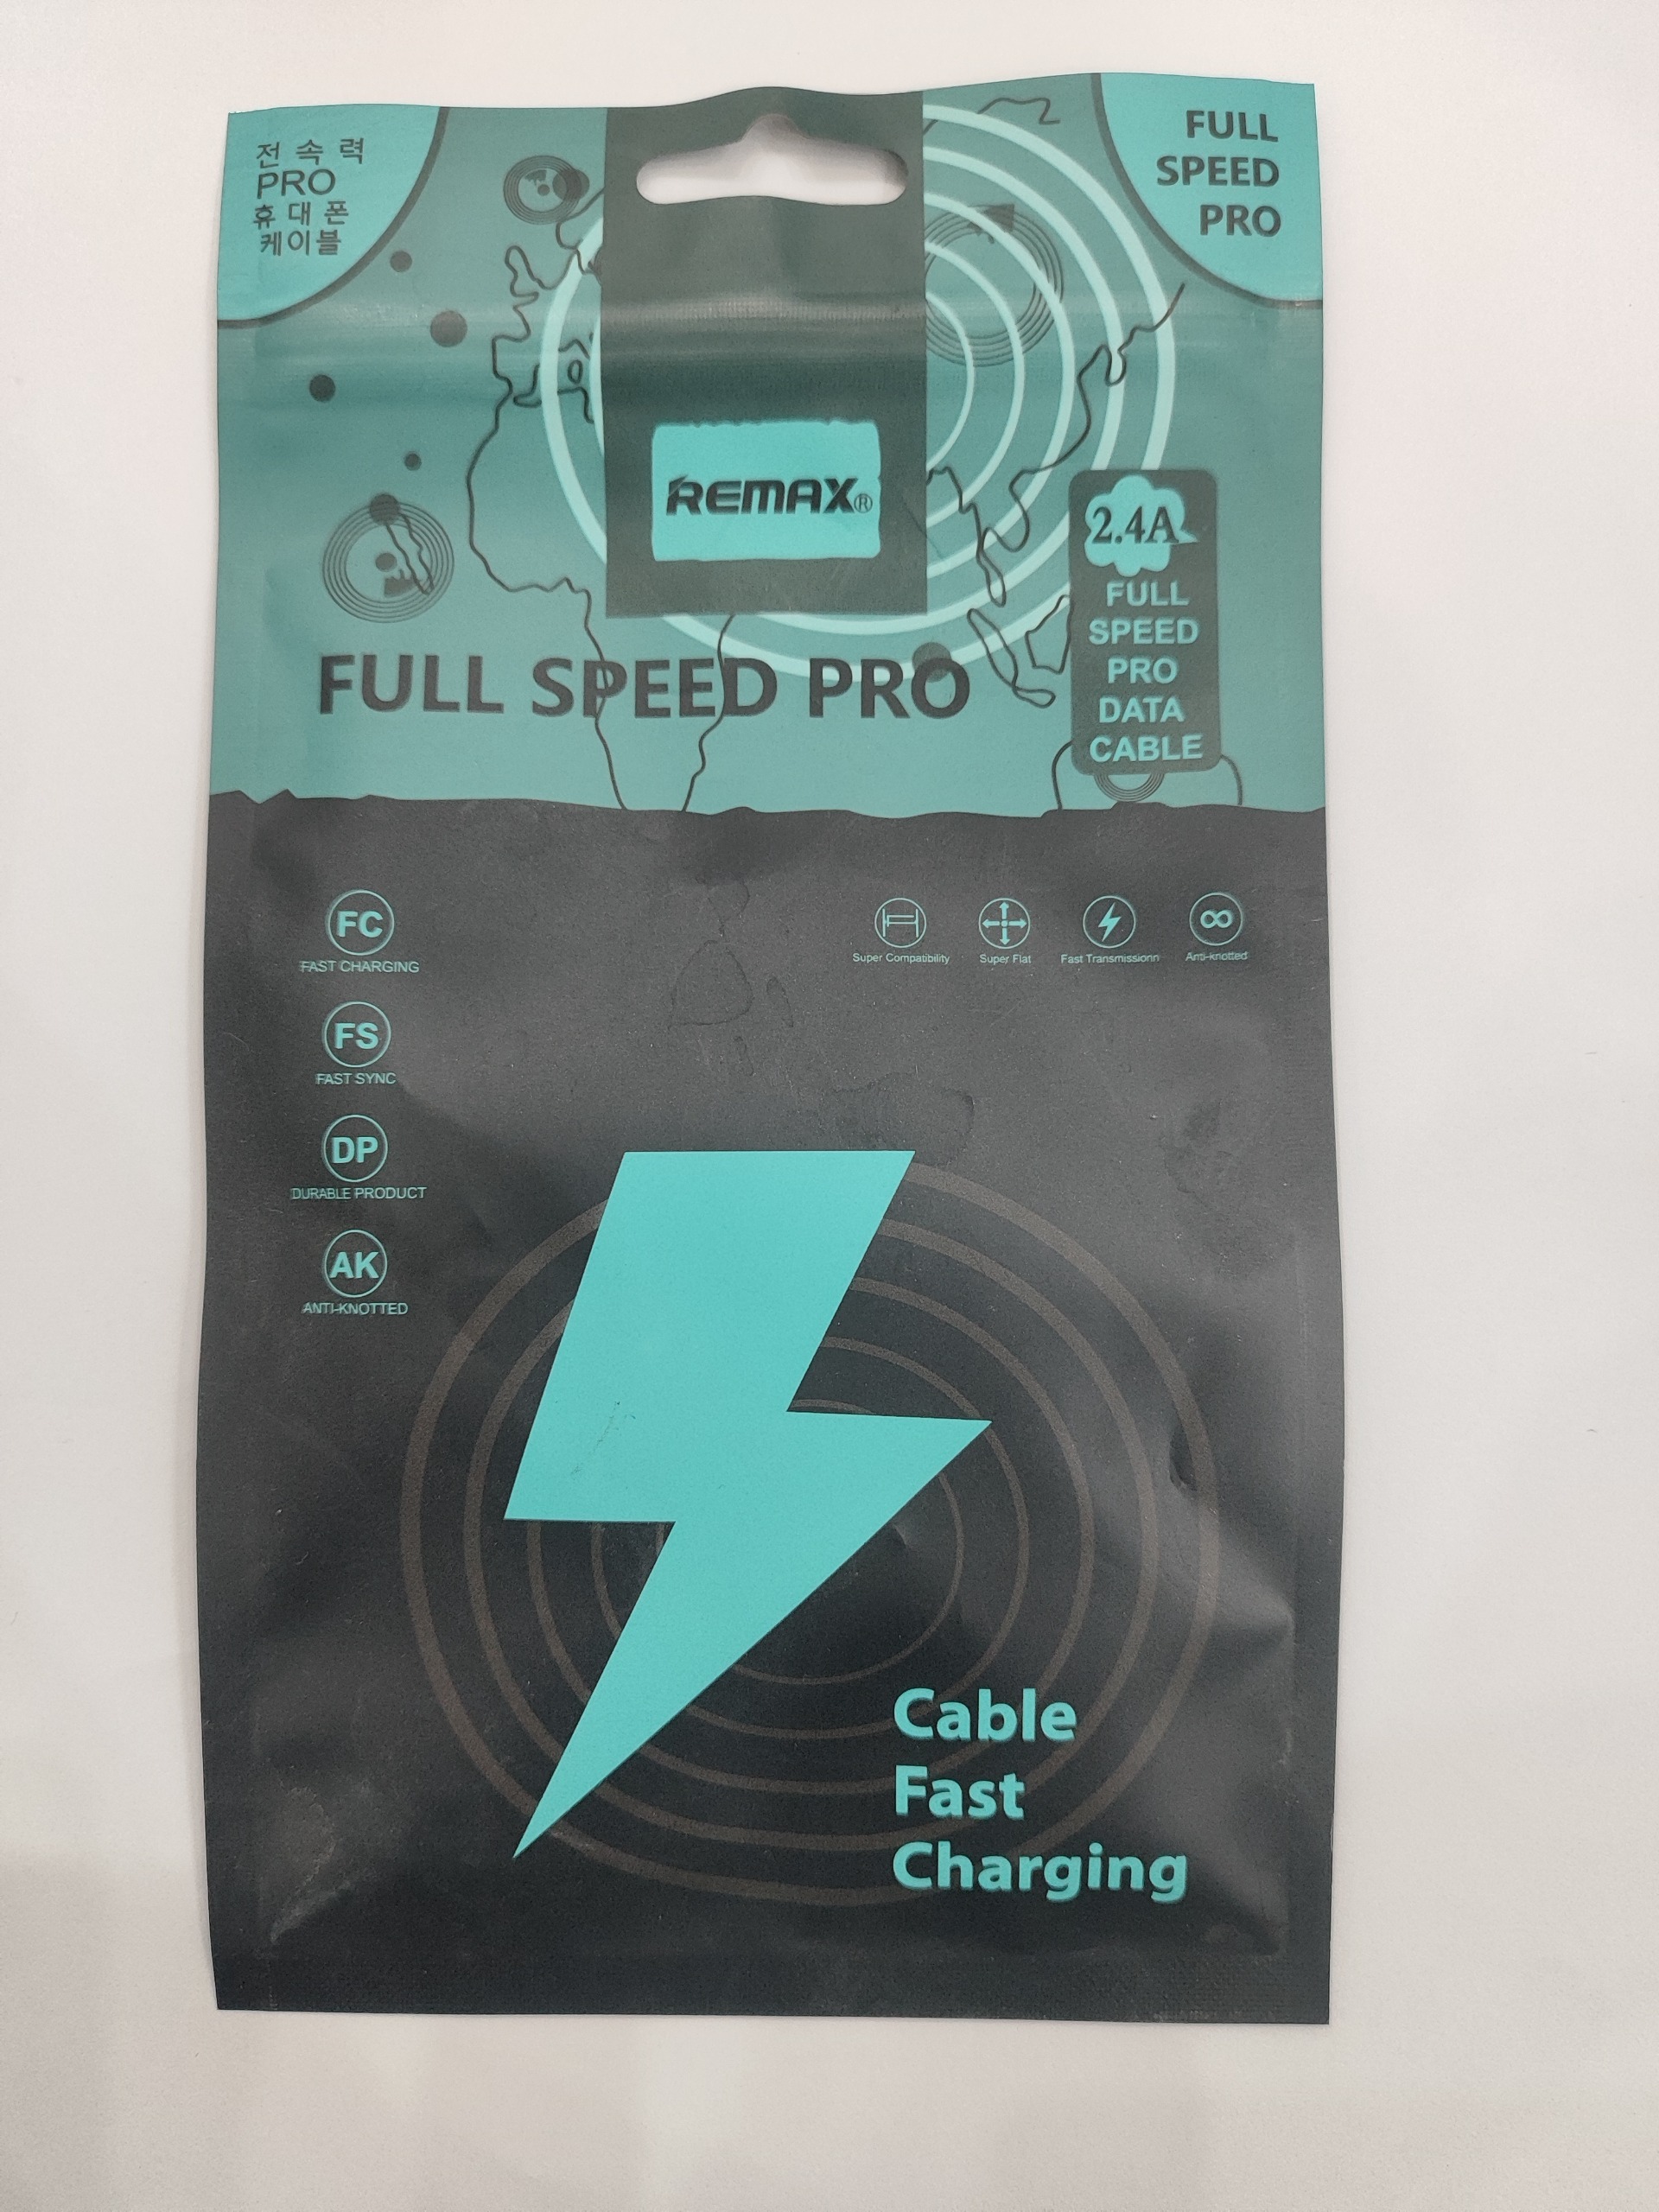 전 속 력
PRO
휴 대 폰
케이블
FULL
SPEED
PRO
REMAX®
2.4A
FULL
SPEED
PRO
DATA
CABLE
FULL SPEED PRO
FC
FAST CHARGING
FS
FAST SYNC
DP
DURABLE PRODUCT
AK
ANTI-KNOTTED
Super Compatibility
Super Flat
Fast Transmissionn
Anti-knotted
Cable
Fast
Charging